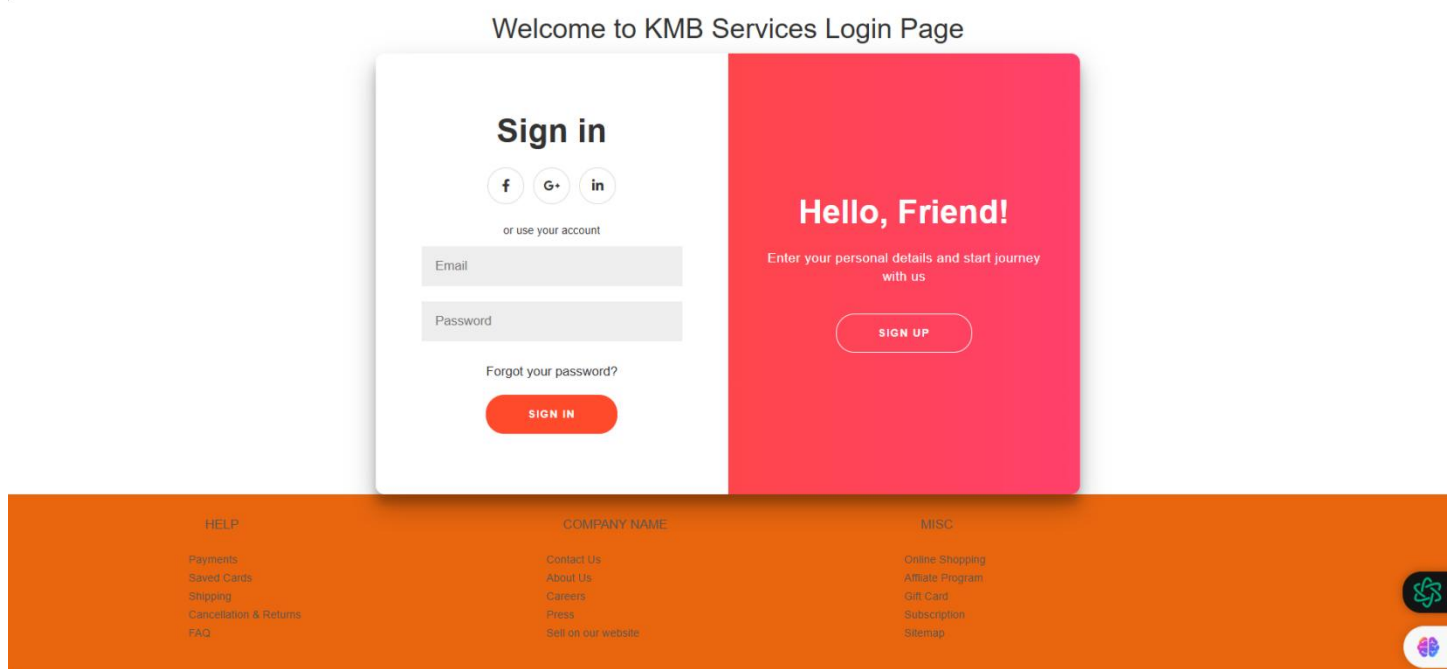 Welcome to KMB Services Login Page
Sign in
f
G+
in
or use your account
Email
Password
Forgot your password?
SIGN IN
Hello, Friend!
Enter your personal details and start journey
with us
SIGN UP
HELP
Payments
Saved Cards
Shipping
Cancellation & Returns
FAQ
COMPANY NAME
Contact Us
About Us
Careers
Press
Sell on our website
MISC
Online Shopping
Affliate Program
Gift Card
Subscription
Sitemap